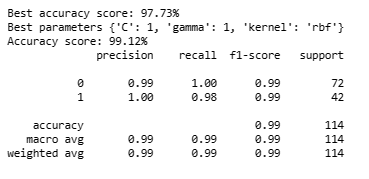 Best accuracy score: 97.73%
Best parameters {'C': 1, 'gamma': 1, 'kernel': 'rbf'}
Accuracy score: 99.12%
precision recall f1-score support
0 0.99 1.00 0.99 72
1 1.00 0.98 0.99 42
accuracy 0.99 114
macro avg 0.99 0.99 0.99 114
weighted avg 0.99 0.99 0.99 114